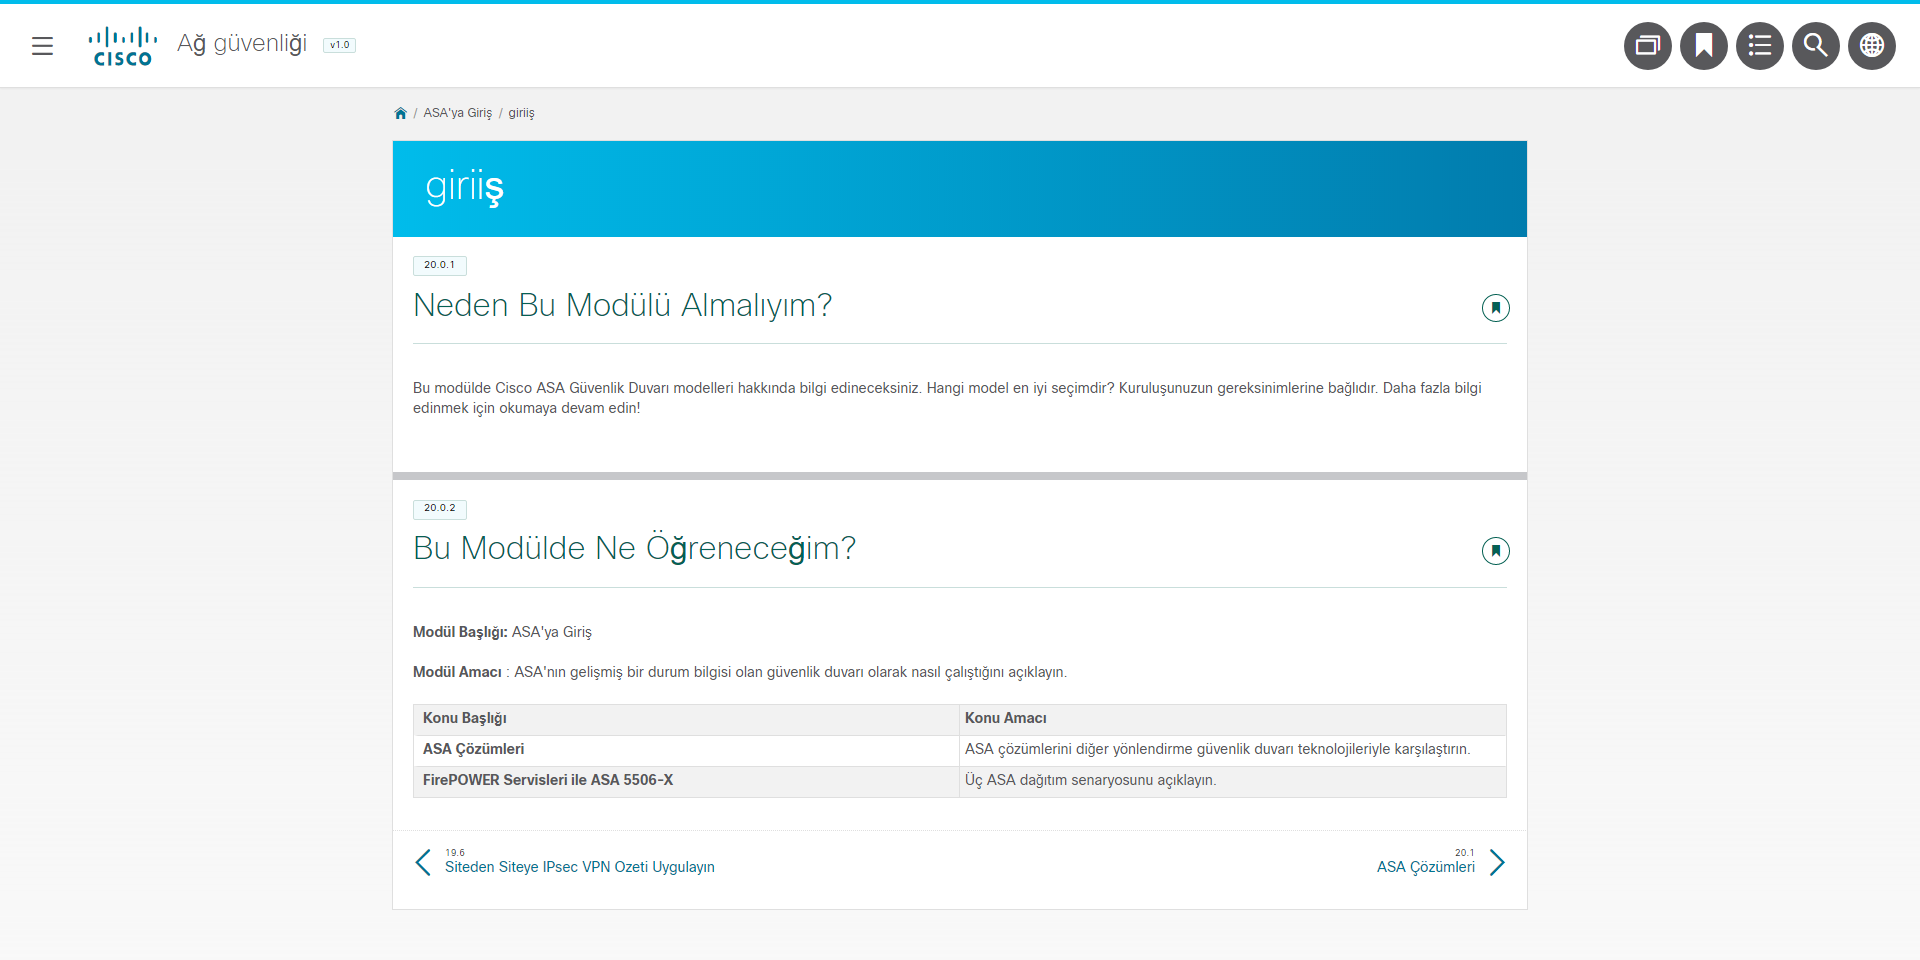 CISCO
Ağ güvenliği v1.0
/ ASA'ya Giriş / giriiş
giriiş
20.0.1
Neden Bu Modülü Almalıyım?
Bu modülde Cisco ASA Güvenlik Duvarı modelleri hakkında bilgi edineceksiniz. Hangi model en iyi seçimdir? Kuruluşunuzun gereksinimlerine bağlıdır. Daha fazla bilgi
edinmek için okumaya devam edin!
20.0.2
Bu Modülde Ne Öğreneceğim?
Modül Başlığı: ASA'ya Giriş
Modül Amacı : ASA'nın gelişmiş bir durum bilgisi olan güvenlik duvarı olarak nasıl çalıştığını açıklayın.
Konu Başlığı Konu Amacı
ASA Çözümleri ASA çözümlerini diğer yönlendirme güvenlik duvarı teknolojileriyle karşılaştırın.
FirePOWER Servisleri ile ASA 5506-X Üç ASA dağıtım senaryosunu açıklayın.
19.6
Siteden Siteye IPsec VPN Ozeti Uygulayın
20.1
ASA Çözümleri